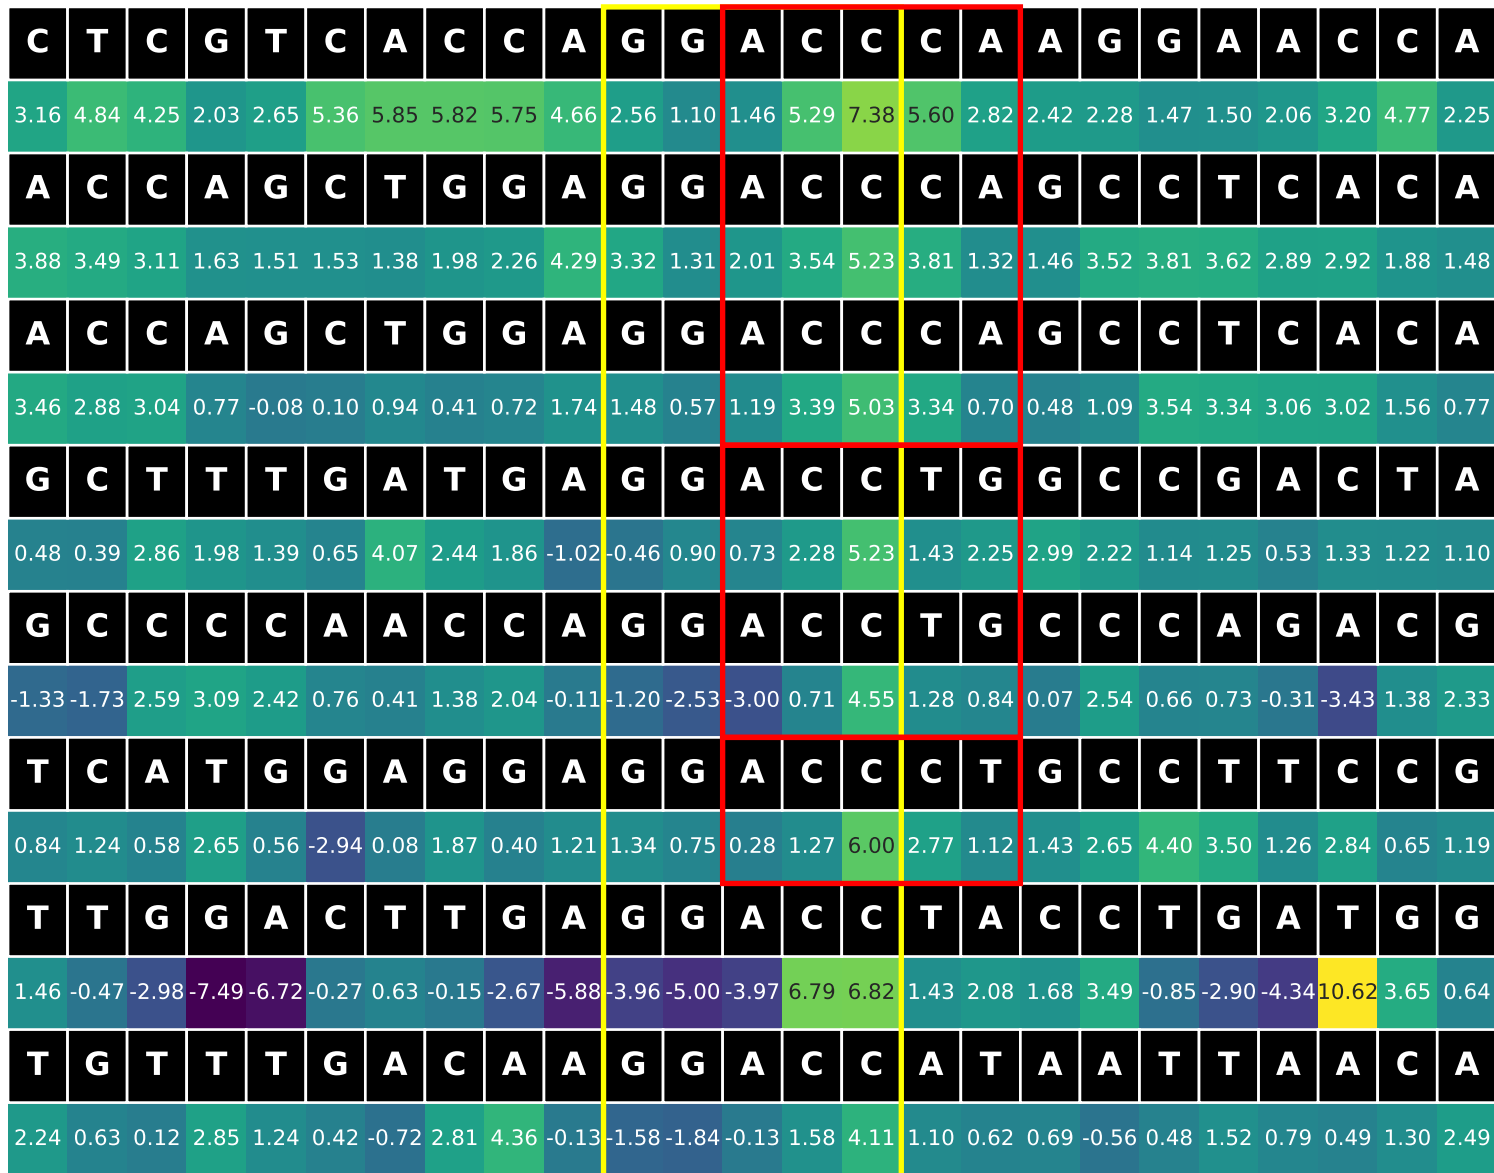 C T C G T C A C C A G G A C C C A A G G A A C C A
3.16 4.84 4.25 2.03 2.65 5.36 5.85 5.82 5.75 4.66 2.56 1.10 1.46 5.29 7.38 5.60 2.82 2.42 2.28 1.47 1.50 2.06 3.20 4.77 2.25
A C C A G C T G G A G G A C C C A G C C T C A C A
3.88 3.49 3.11 1.63 1.51 1.53 1.38 1.98 2.26 4.29 3.32 1.31 2.01 3.54 5.23 3.81 1.32 1.46 3.52 3.81 3.62 2.89 2.92 1.88 1.48
A C C A G C T G G A G G A C C C A G C C T C A C A
3.46 2.88 3.04 0.77 -0.08 0.10 0.94 0.41 0.72 1.74 1.48 0.57 1.19 3.39 5.03 3.34 0.70 0.48 1.09 3.54 3.34 3.06 3.02 1.56 0.77
G C T T T G A T G A G G A C C T G G C C G A C T A
0.48 0.39 2.86 1.98 1.39 0.65 4.07 2.44 1.86 -1.02 -0.46 0.90 0.73 2.28 5.23 1.43 2.25 2.99 2.22 1.14 1.25 0.53 1.33 1.22 1.10
G C C C C A A C C A G G A C C T G C C C A G A C G
-1.33 -1.73 2.59 3.09 2.42 0.76 0.41 1.38 2.04 -0.11 -1.20 -2.53 -3.00 0.71 4.55 1.28 0.84 0.07 2.54 0.66 0.73 -0.31 -3.43 1.38 2.33
T C A T G G A G G A G G A C C C T G C C T T C C G
0.84 1.24 0.58 2.65 0.56 -2.94 0.08 1.87 0.40 1.21 1.34 0.75 0.28 1.27 6.00 2.77 1.12 1.43 2.65 4.40 3.50 1.26 2.84 0.65 1.19
T T G G A C T T G A G G A C C T A C C T G A T G G
1.46 -0.47 -2.98 -7.49 -6.72 -0.27 0.63 -0.15 -2.67 -5.88 -3.96 -5.00 -3.97 6.79 6.82 1.43 2.08 1.68 3.49 -0.85 -2.90 -4.34 10.62 3.65 0.64
T G T T T G A C A A G G A C C A T A A T T A A C A
2.24 0.63 0.12 2.85 1.24 0.42 -0.72 2.81 4.36 -0.13 -1.58 -1.84 -0.13 1.58 4.11 1.10 0.62 0.69 -0.56 0.48 1.52 0.79 0.49 1.30 2.49